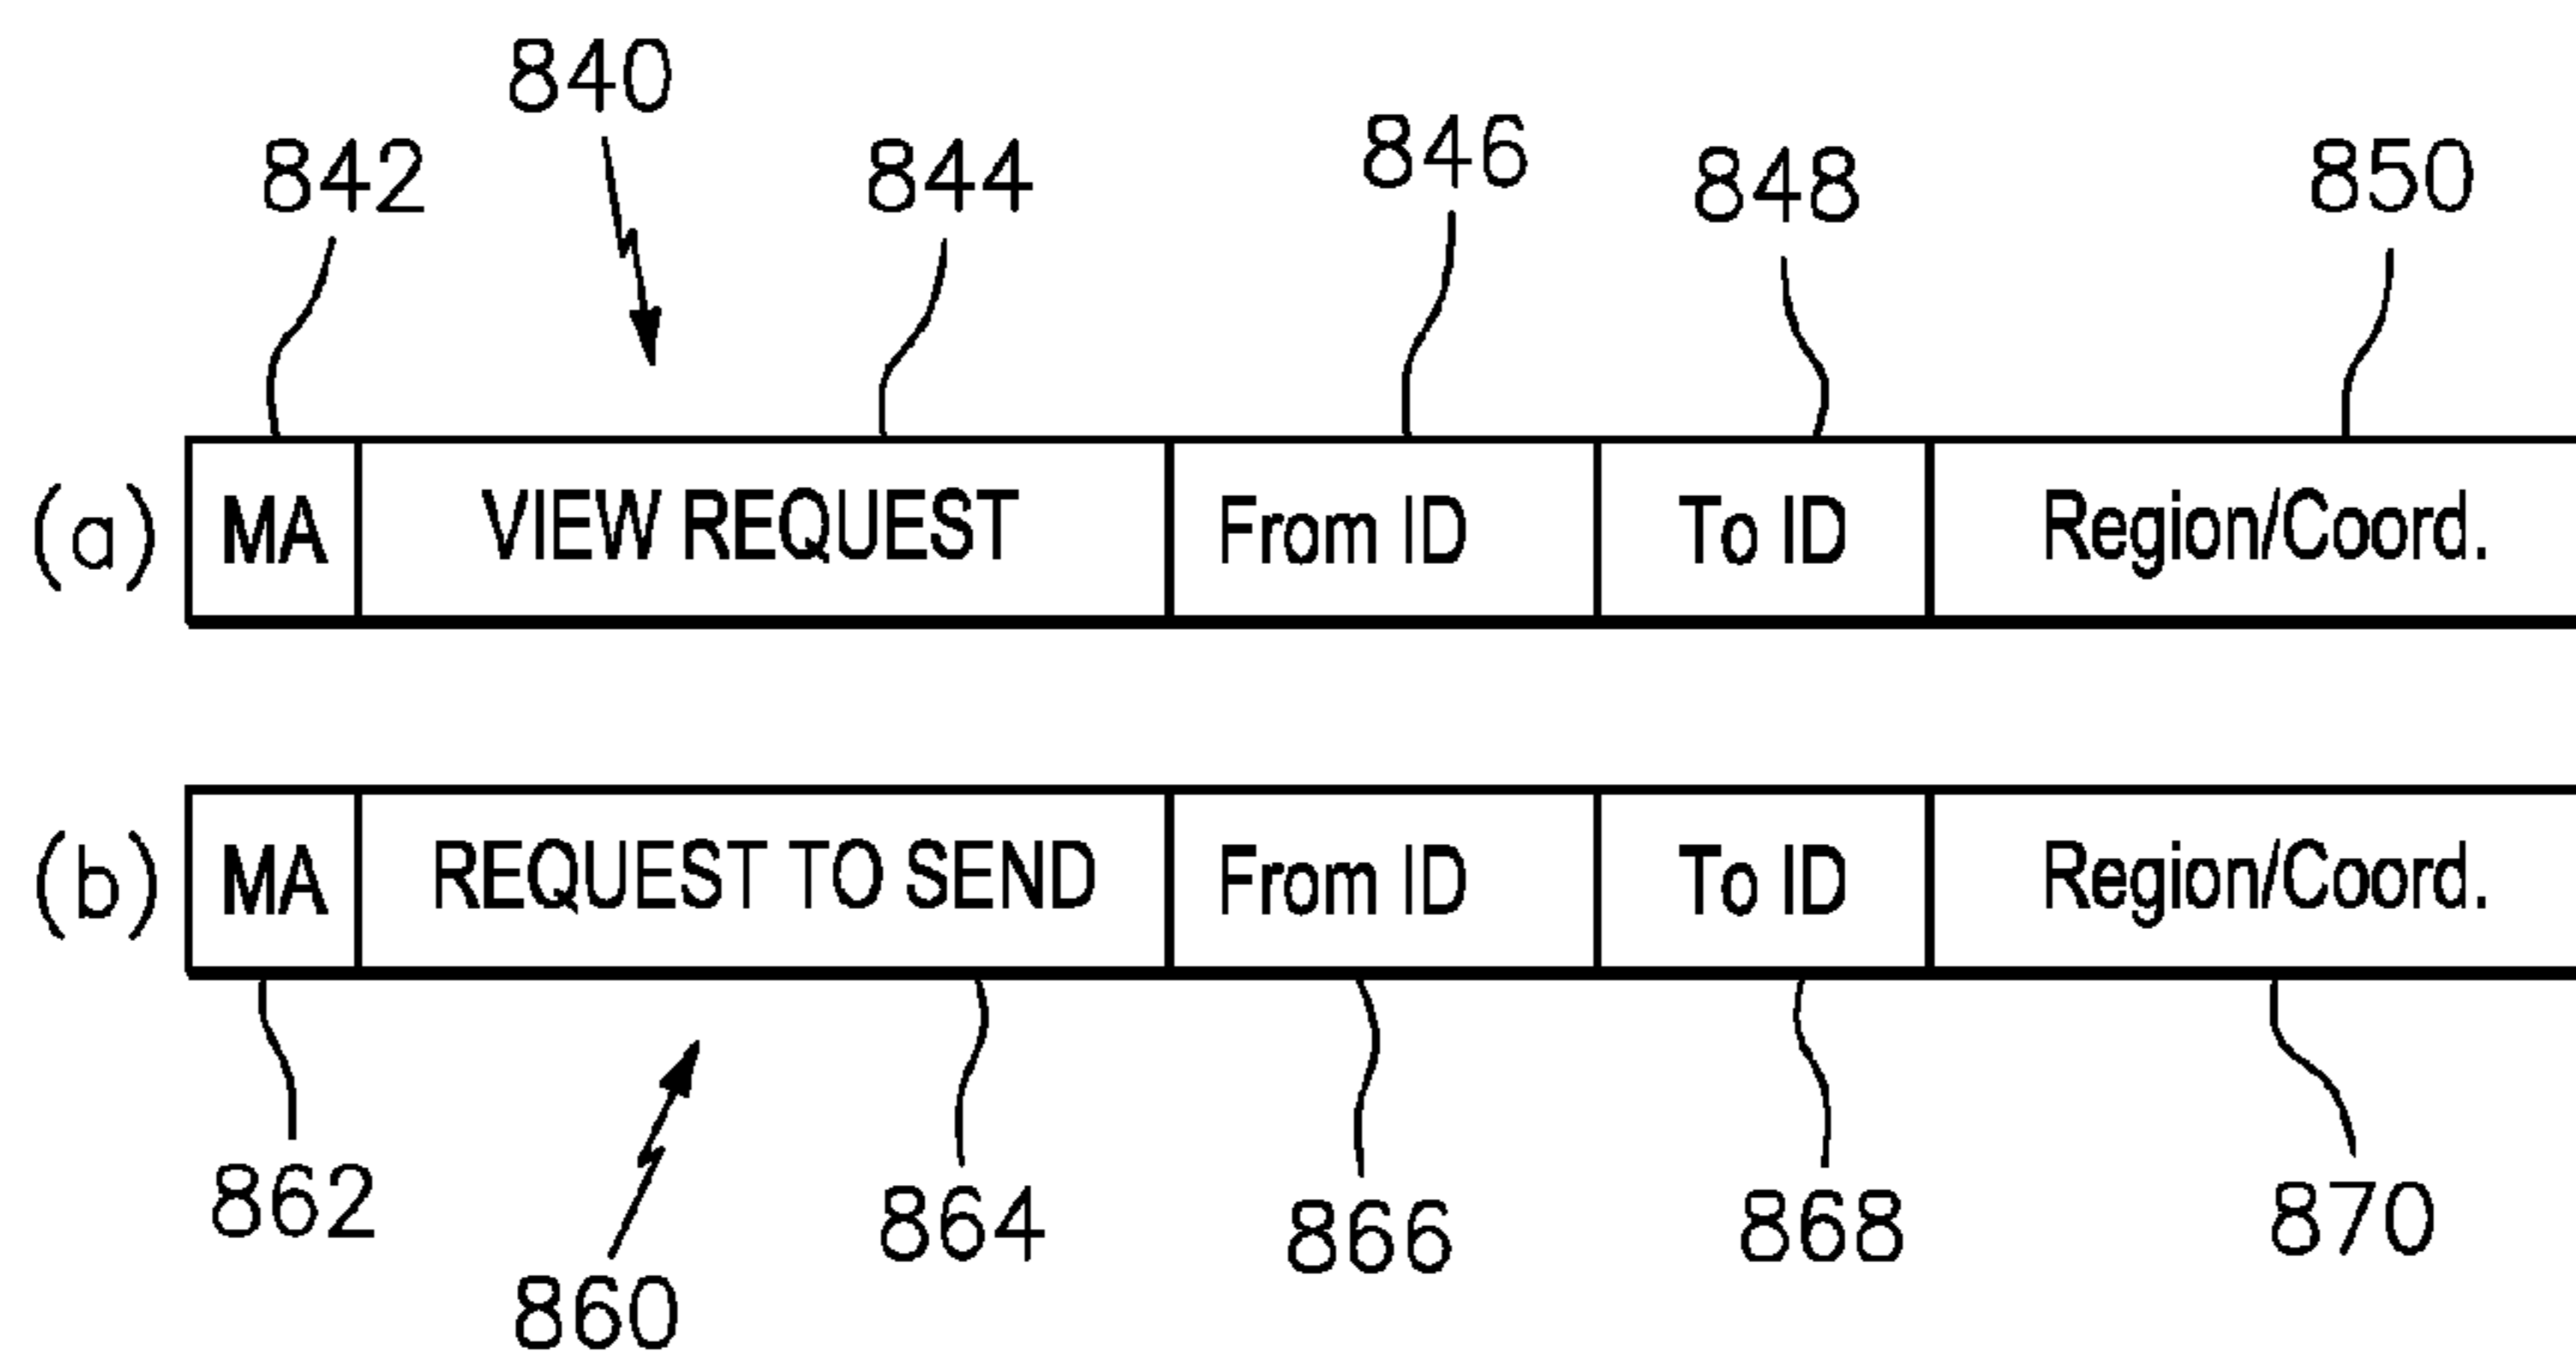 840
842 844 846 848 850
(a) MA VIEW REQUEST From ID To ID Region/Coord.
(b) MA REQUEST TO SEND From ID To ID Region/Coord.
862 864 866 868 870
860